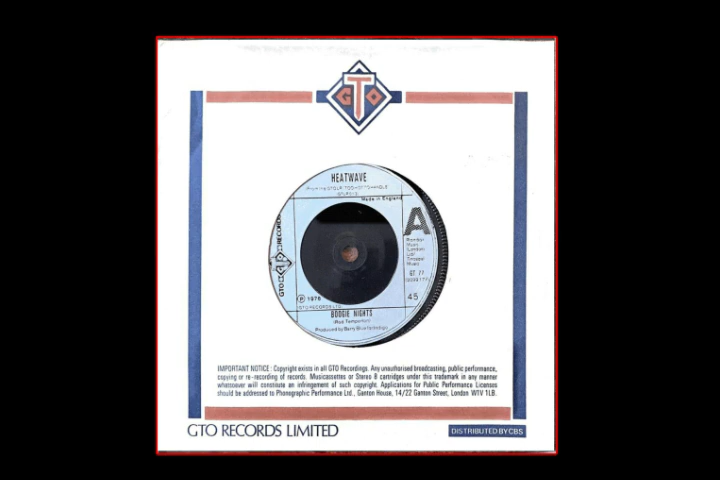 GTO
HEATWAVE
Made in England
A
GTO RECORDS
GT 77
45
℗ 1976
GTO RECORDS LTD.
BOOGIE NIGHTS
(Rod Temperton)
Produced by Barry Blue
IMPORTANT NOTICE : Copyright exists in all GTO Recordings. Any unauthorised broadcasting, public performance,
copying or re-recording of records. Musicassettes or Stereo 8 cartridges under this trademark in any manner
whatsoever will constitute an infringement of such copyright. Applications for Public Performance Licenses
should be addressed to Phonographic Performance Ltd., Ganton House, 14/22 Ganton Street, London W1V 1LB.
GTO RECORDS LIMITED
DISTRIBUTED BY CBS